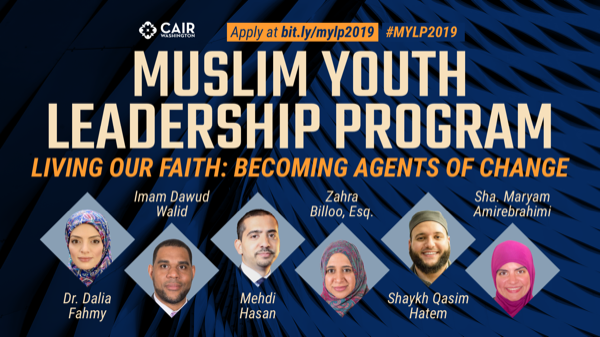 CAIR
WASHINGTON
Apply at bit.ly/mylp2019 #MYLP2019
MUSLIM YOUTH
LEADERSHIP PROGRAM
LIVING OUR FAITH: BECOMING AGENTS OF CHANGE
Dr. Dalia
Fahmy
Imam Dawud
Walid
Mehdi
Hasan
Zahra
Billoo, Esq.
Shaykh Qasim
Hatem
Sha. Maryam
Amirebrahimi